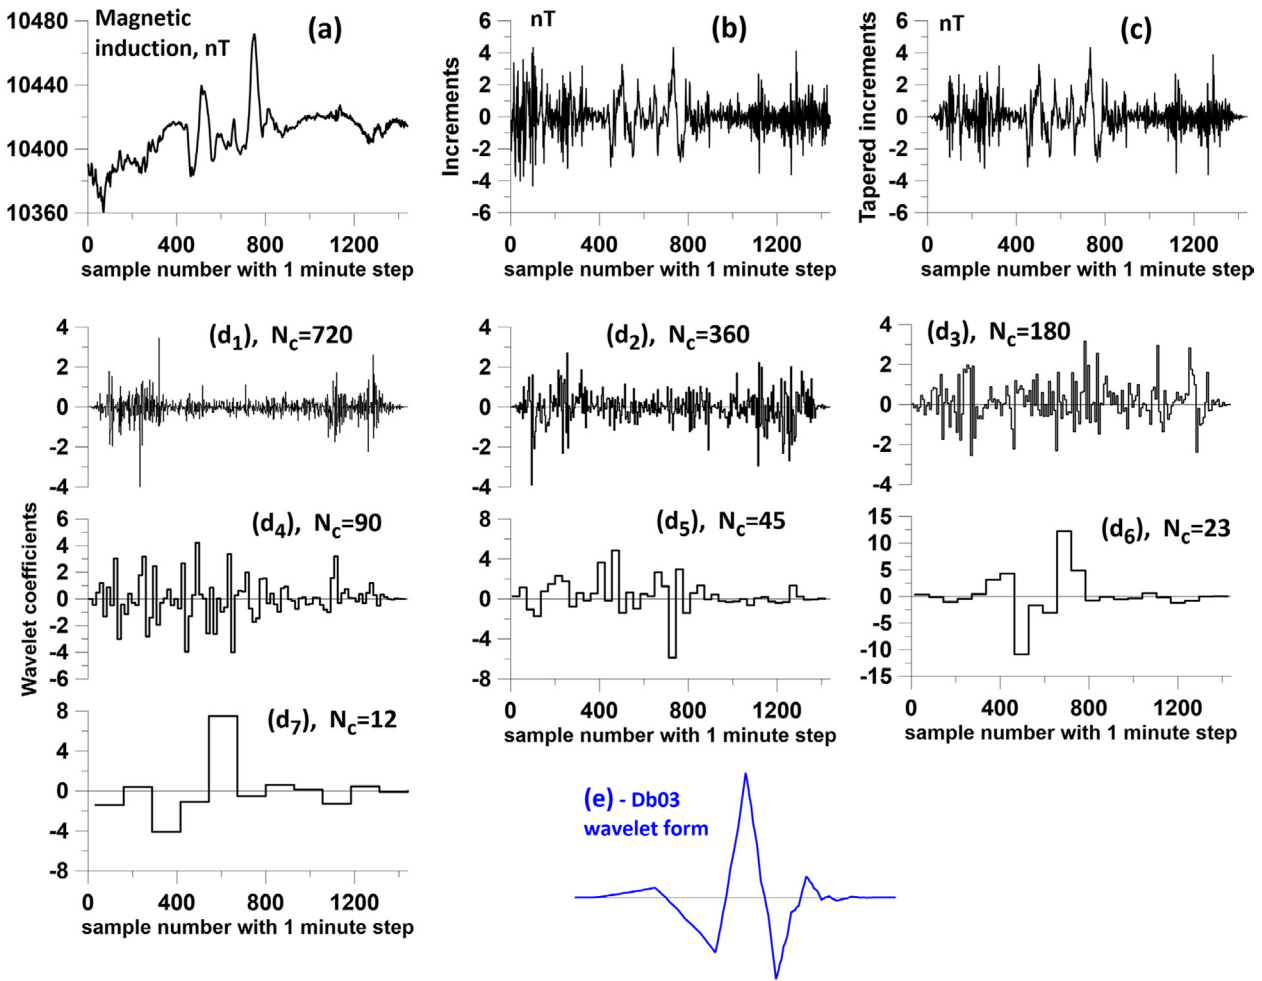 Magnetic
induction, nT
(a)
10480
10440
10400
10360
0 400 800 1200
sample number with 1 minute step
nT
(b)
Increments
6
4
2
0
-2
-4
-6
0 400 800 1200
sample number with 1 minute step
nT
(c)
Tapered increments
6
4
2
0
-2
-4
-6
0 400 800 1200
sample number with 1 minute step
(d1), Nc=720
4
2
0
-2
-4
(d2), Nc=360
4
2
0
-2
-4
(d3), Nc=180
4
2
0
-2
-4
Wavelet coefficients
(d4), Nc=90
6
4
2
0
-2
-4
-6
(d5), Nc=45
8
4
0
-4
-8
0 400 800 1200
sample number with 1 minute step
(d6), Nc=23
15
10
5
0
-5
-10
-15
0 400 800 1200
sample number with 1 minute step
(d7), Nc=12
8
4
0
-4
-8
0 400 800 1200
sample number with 1 minute step
(e) - Db03
wavelet form